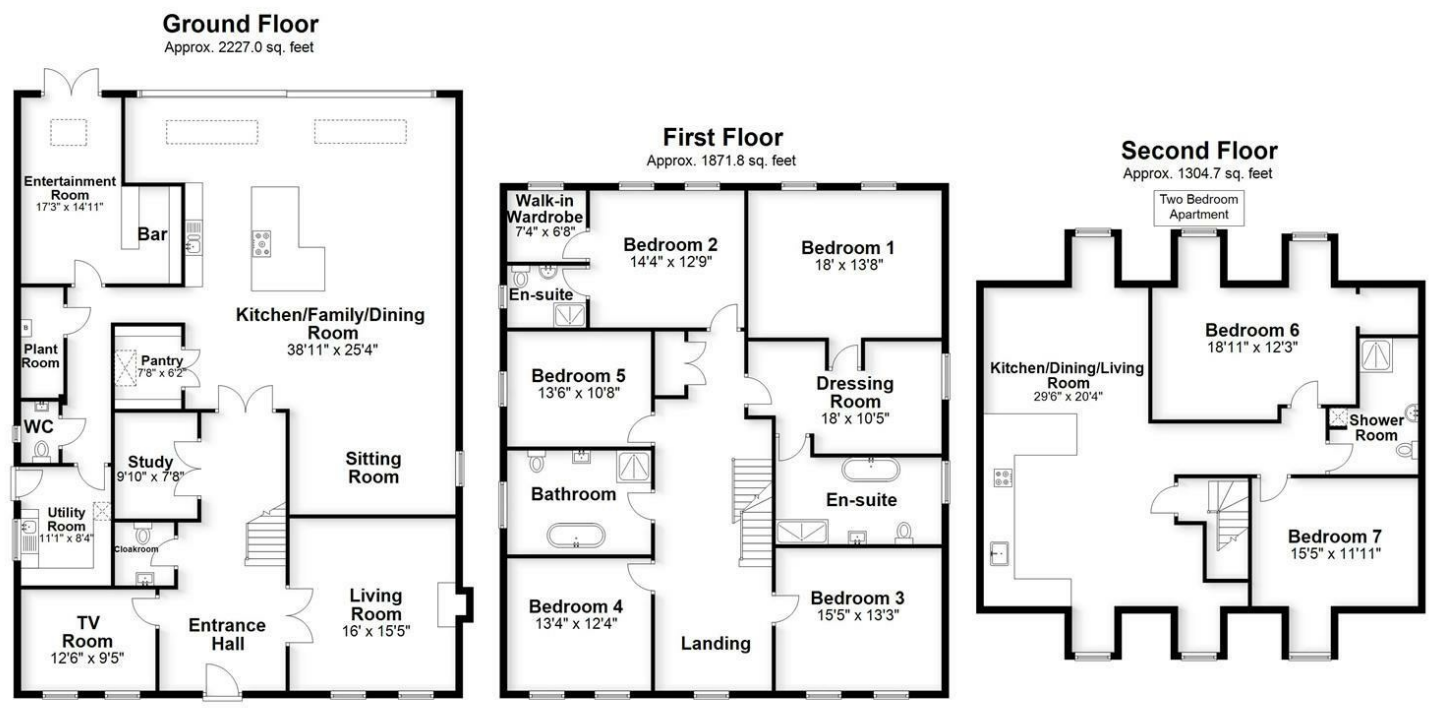 Ground Floor
Approx. 2227.0 sq. feet
Entertainment
Room
17'3" x 14'11"
Bar
Kitchen/Family/Dining
Room
38'11" x 25'4"
B
Plant
Room
Pantry
7'8" x 6'2"
WC
Study
9'10" x 7'8"
Sitting
Room
Utility
Room
11'1" x 8'4"
Cloakroom
TV
Room
12'6" x 9'5"
Entrance
Hall
Living
Room
16' x 15'5"
First Floor
Approx. 1871.8 sq. feet
Walk-in
Wardrobe
7'4" x 6'8"
Bedroom 2
14'4" x 12'9"
Bedroom 1
18' x 13'8"
En-suite
Bedroom 5
13'6" x 10'8"
Dressing
Room
18' x 10'5"
Bathroom
En-suite
Bedroom 4
13'4" x 12'4"
Landing
Bedroom 3
15'5" x 13'3"
Second Floor
Approx. 1304.7 sq. feet
Two Bedroom
Apartment
Bedroom 6
18'11" x 12'3"
Kitchen/Dining/Living
Room
29'6" x 20'4"
Shower
Room
Bedroom 7
15'5" x 11'11"